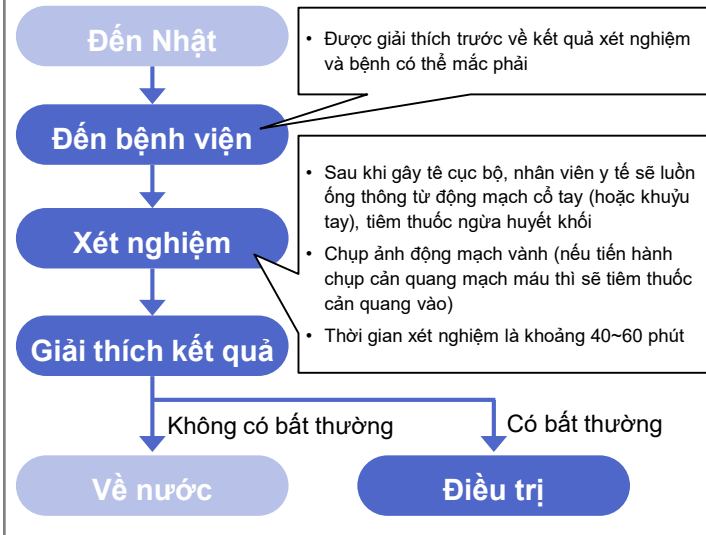 Đến Nhật
• Được giải thích trước về kết quả xét nghiệm
và bệnh có thể mắc phải
Đến bệnh viện
• Sau khi gây tê cục bộ, nhân viên y tế sẽ luồn
ống thông từ động mạch cổ tay (hoặc khuỷu
tay), tiêm thuốc ngừa huyết khối
• Chụp ảnh động mạch vành (nếu tiến hành
chụp cản quang mạch máu thì sẽ tiêm thuốc
cản quang vào)
• Thời gian xét nghiệm là khoảng 40~60 phút
Xét nghiệm
Giải thích kết quả
Không có bất thường
Có bất thường
Về nước
Điều trị